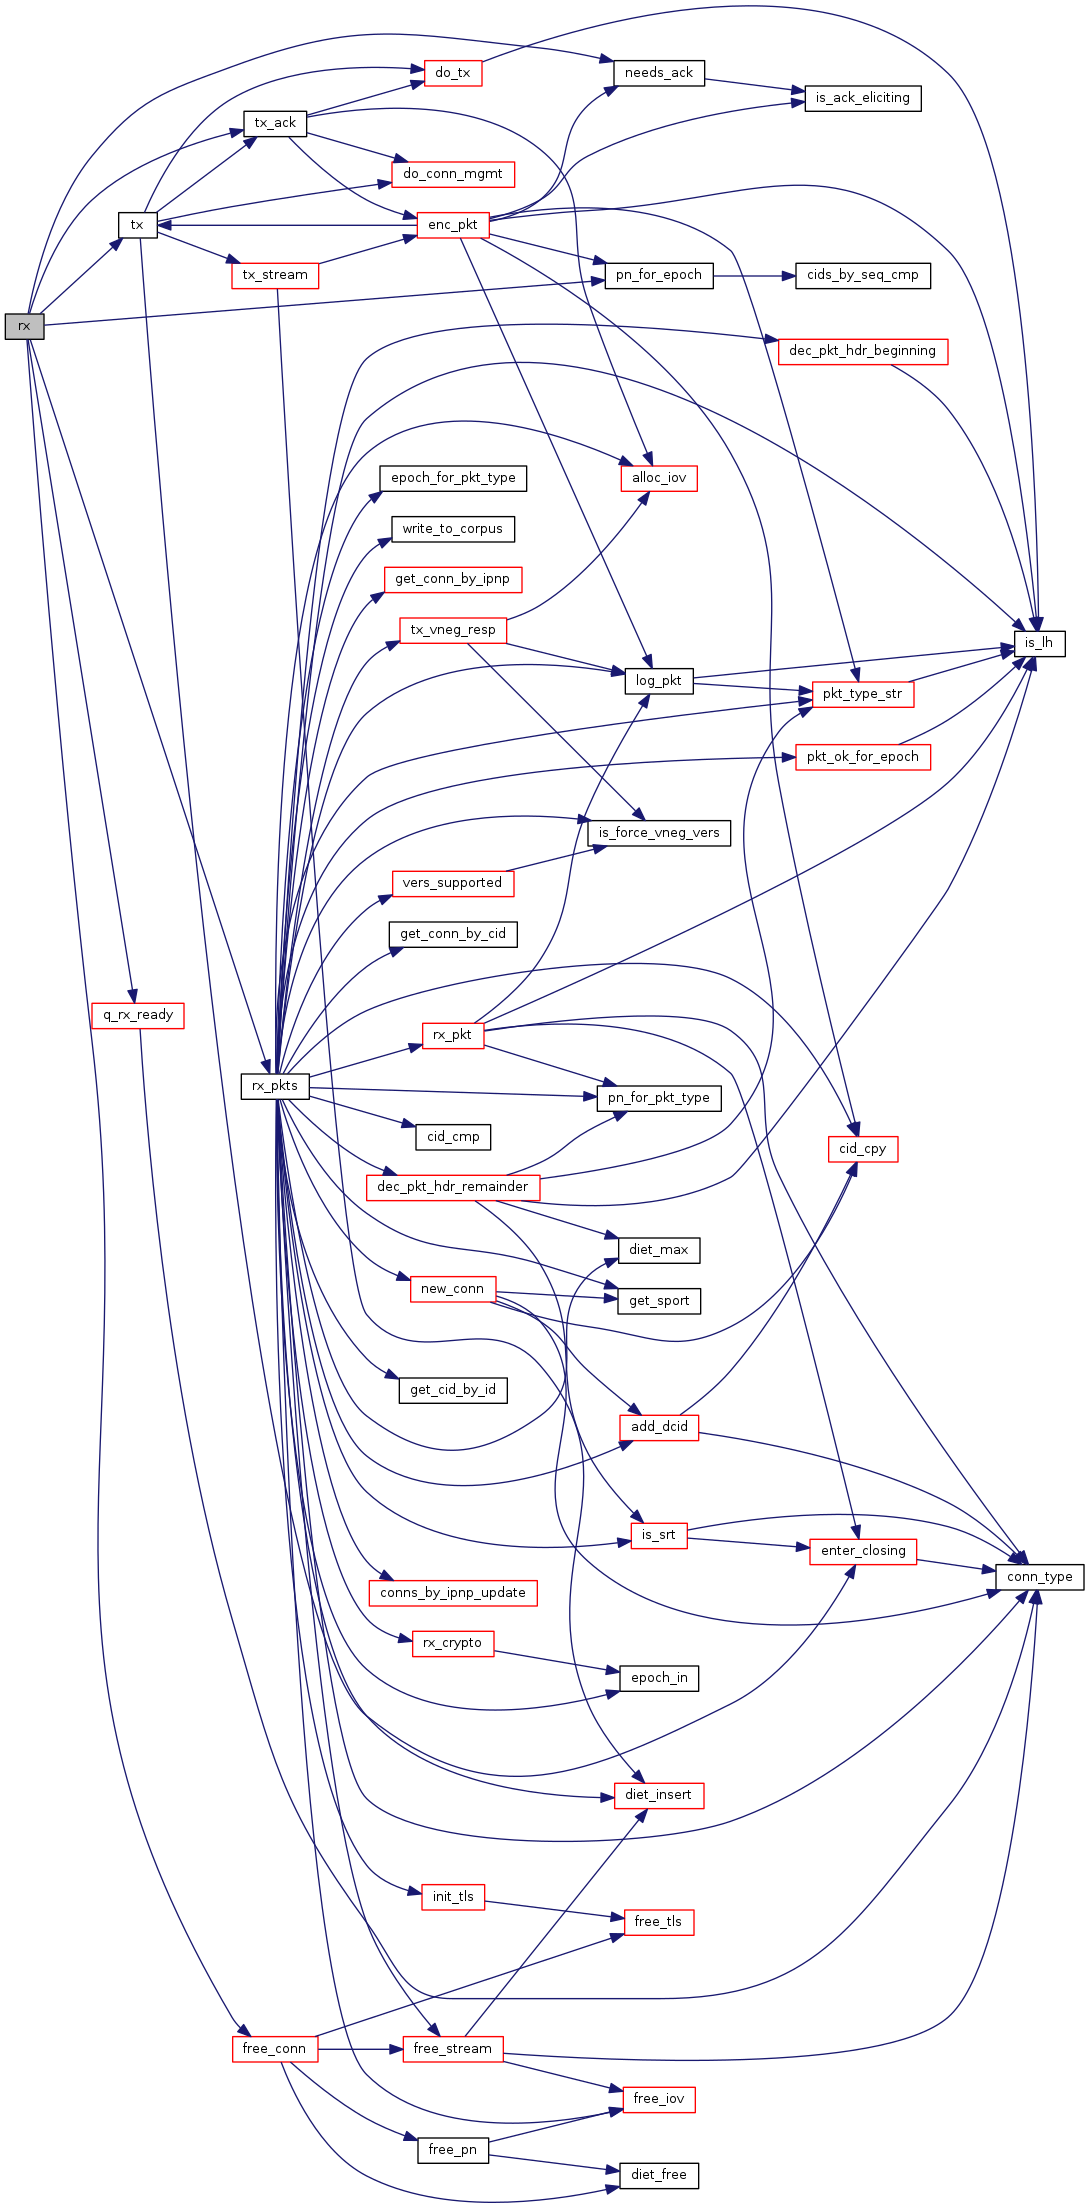 do_tx
needs_ack
is_ack_eliciting
tx_ack
do_conn_mgmt
tx
enc_pkt
tx_stream
pn_for_epoch
cids_by_seq_cmp
rx
dec_pkt_hdr_beginning
epoch_for_pkt_type
alloc_iov
write_to_corpus
get_conn_by_ipnp
tx_vneg_resp
is_lh
log_pkt
pkt_type_str
pkt_ok_for_epoch
is_force_vneg_vers
vers_supported
get_conn_by_cid
q_rx_ready
rx_pkt
rx_pkts
pn_for_pkt_type
cid_cmp
cid_cpy
dec_pkt_hdr_remainder
diet_max
new_conn
get_sport
get_cid_by_id
add_dcid
is_srt
enter_closing
conn_type
conns_by_ipnp_update
rx_crypto
epoch_in
diet_insert
init_tls
free_tls
free_conn
free_stream
free_iov
free_pn
diet_free